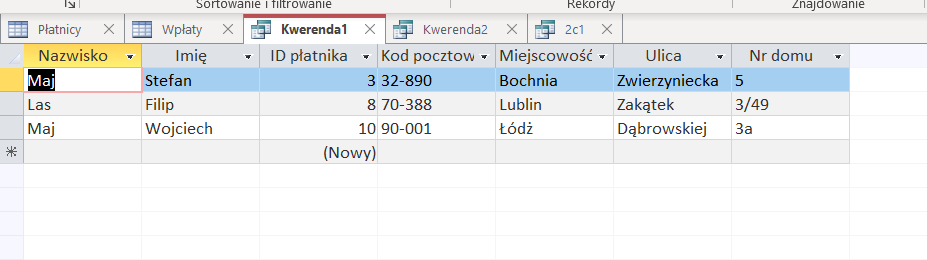 Sortowanie i filtrowanie Rekordy Znajdowanie
Płatnicy Wpłaty Kwerenda1 Kwerenda2 2c1
Nazwisko Imię ID płatnika Kod pocztow Miejscowość Ulica Nr domu
Maj Stefan 3 32-890 Bochnia Zwierzyniecka 5
Las Filip 8 70-388 Lublin Zakątek 3/49
Maj Wojciech 10 90-001 Łódź Dąbrowskiej 3a
(Nowy)